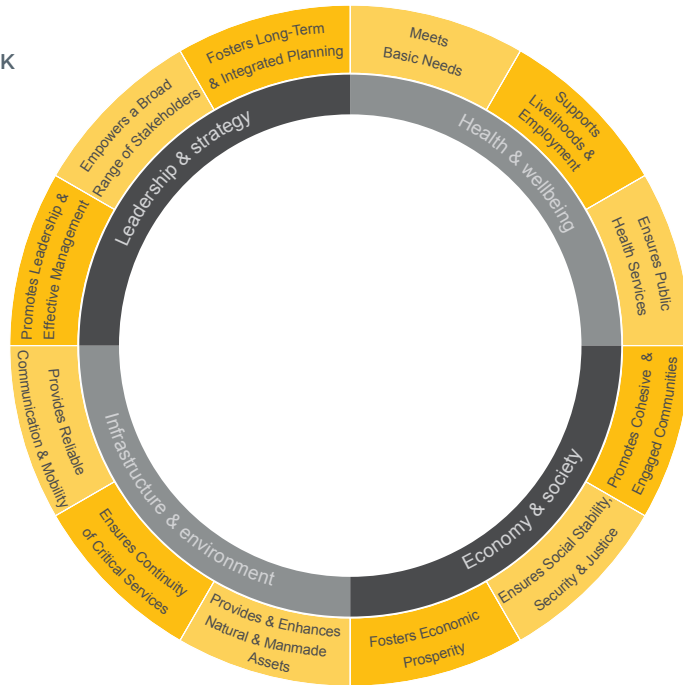 K
Meets
Basic Needs
Supports
Livelihoods &
Employment
Ensures Public
Health Services
Promotes Cohesive &
Engaged Communities
Ensures Social Stability,
Security & Justice
Fosters Economic
Prosperity
Provides & Enhances
Natural & Manmade
Assets
Ensures Continuity
of Critical Services
Provides Reliable
Communication & Mobility
Promotes Leadership &
Effective Management
Empowers a Broad
Range of Stakeholders
Fosters Long-Term
& Integrated Planning
Health & wellbeing
Economy & society
Infrastructure & environment
Leadership & strategy